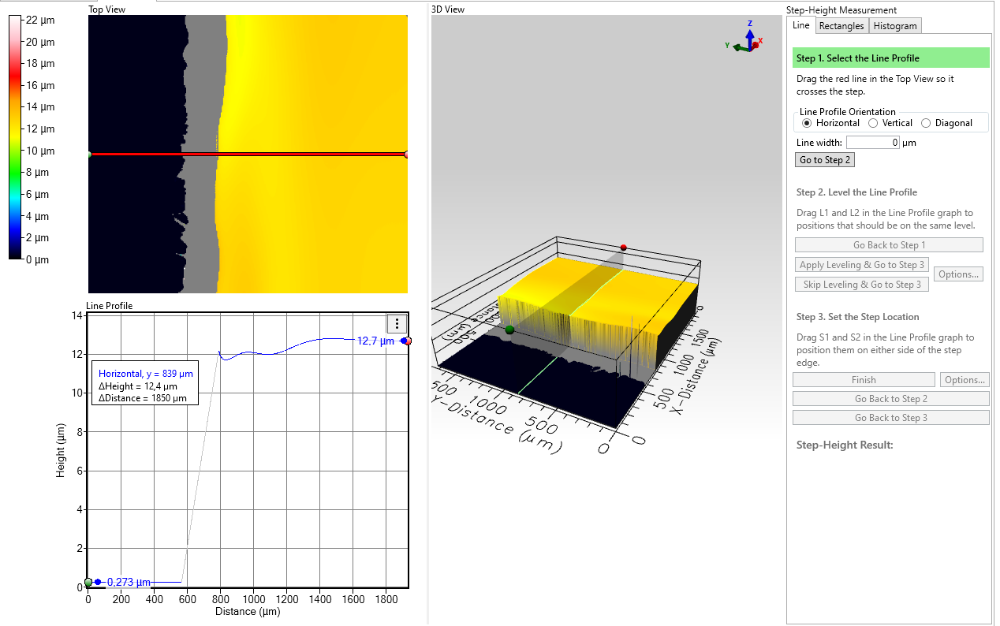 Top View
22 µm
20 µm
18 µm
16 µm
14 µm
12 µm
10 µm
8 µm
6 µm
4 µm
2 µm
0 µm
Line Profile
14
12
10
8
6
4
2
0
Height (µm)
12,7 µm
Horizontal, y = 839 µm
ΔHeight = 12,4 µm
ΔDistance = 1850 µm
0,273 µm
0 200 400 600 800 1000 1200 1400 1600 1800
Distance (µm)
3D View
Z
X
Y
500
1000
1500
X-Distance (µm)
0
500
1000
500
0
Y-Distance (µm)
Step-Height Measurement
Line Rectangles Histogram
Step 1. Select the Line Profile
Drag the red line in the Top View so it
crosses the step.
Line Profile Orientation
Horizontal Vertical Diagonal
Line width: 0 µm
Go to Step 2
Step 2. Level the Line Profile
Drag L1 and L2 in the Line Profile graph to
positions that should be on the same level.
Go Back to Step 1
Apply Leveling & Go to Step 3
Options...
Skip Leveling & Go to Step 3
Step 3. Set the Step Location
Drag S1 and S2 in the Line Profile graph to
position them on either side of the step
edge.
Finish Options...
Go Back to Step 2
Go Back to Step 3
Step-Height Result: